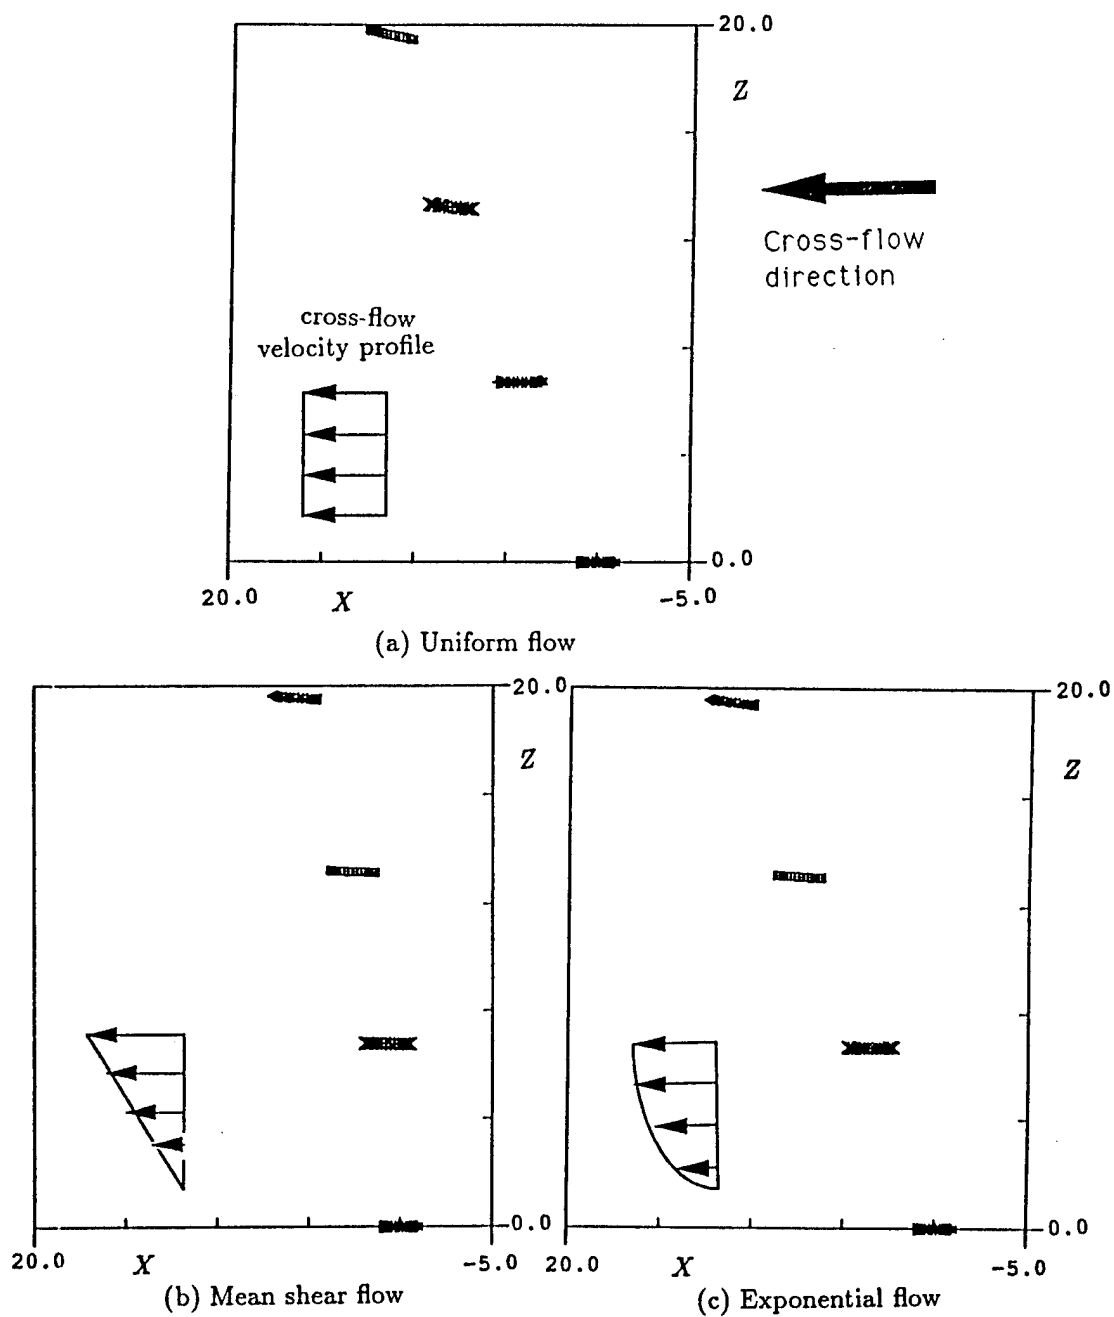 20.0
Z
Cross-flow
direction
cross-flow
velocity profile
0.0
20.0 X -5.0
(a) Uniform flow
20.0 20.0
Z Z
0.0 0.0
20.0 X -5.0 20.0 X -5.0
(b) Mean shear flow (c) Exponential flow